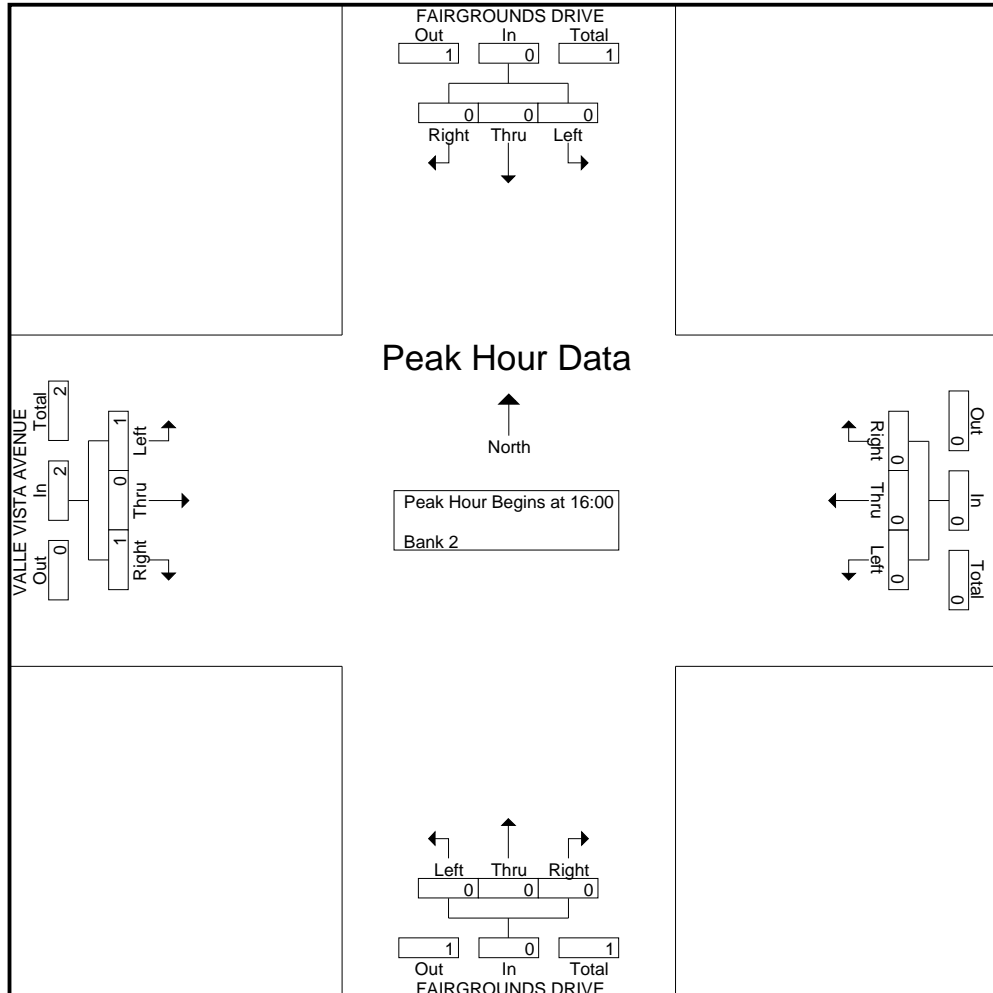 FAIRGROUNDS DRIVE
Out In Total
1 0 1
0 0 0
Right Thru Left
Peak Hour Data
North
Peak Hour Begins at 16:00
Bank 2
VALLE VISTA AVENUE
Out In Total
0 2 2
1 0 1
Right Thru Left
Out In Total
0 0 0
Right Thru Left
0 0 0
Left Thru Right
0 0 0
1 0 1
Out In Total
FAIRGROUNDS DRIVE